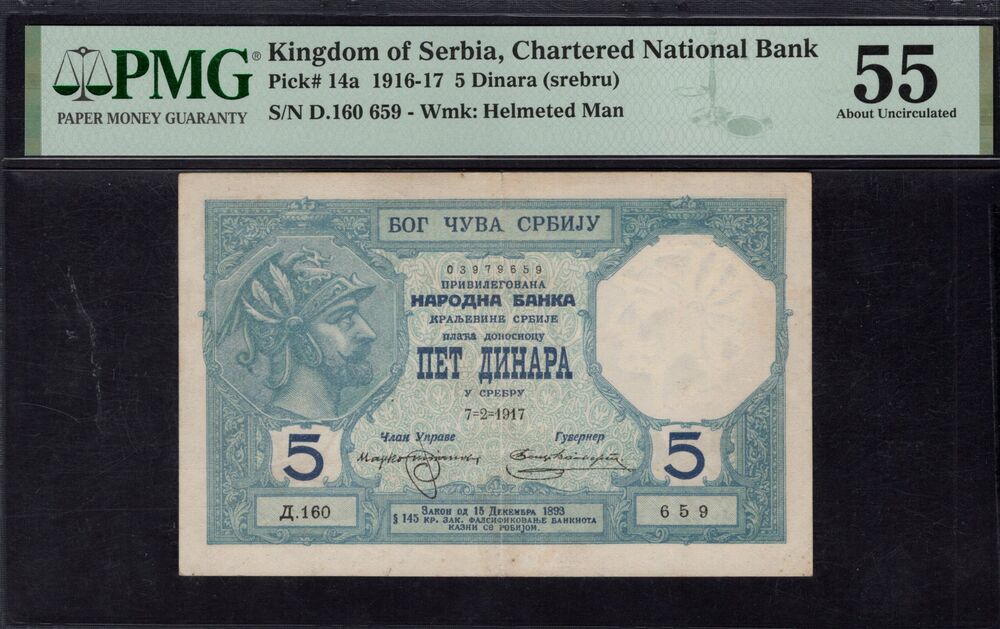 PMG®
PAPER MONEY GUARANTY
Kingdom of Serbia, Chartered National Bank
Pick# 14a 1916-17 5 Dinara (srebru)
S/N D.160 659 - Wmk: Helmeted Man
55
About Uncirculated
БОГ ЧУВА СРБИЈУ
03979659
ПРИВИЛЕГОВАНА
НАРОДНА БАНКА
КРАЉЕВИНЕ СРБИЈЕ
ПЛАЋА ДОНОСИОЦУ
ПЕТ ДИНАРА
У СРЕБРУ
7=2=1917
Члан Управе
Гувернер
5
5
Д.160
Закон од 15 Декембра 1893
§ 145 КР. ЗАК. ФАЛСИФИКОВАЊЕ БАНКНОТА
КАЗНИ СЕ РОБИЈОМ.
659